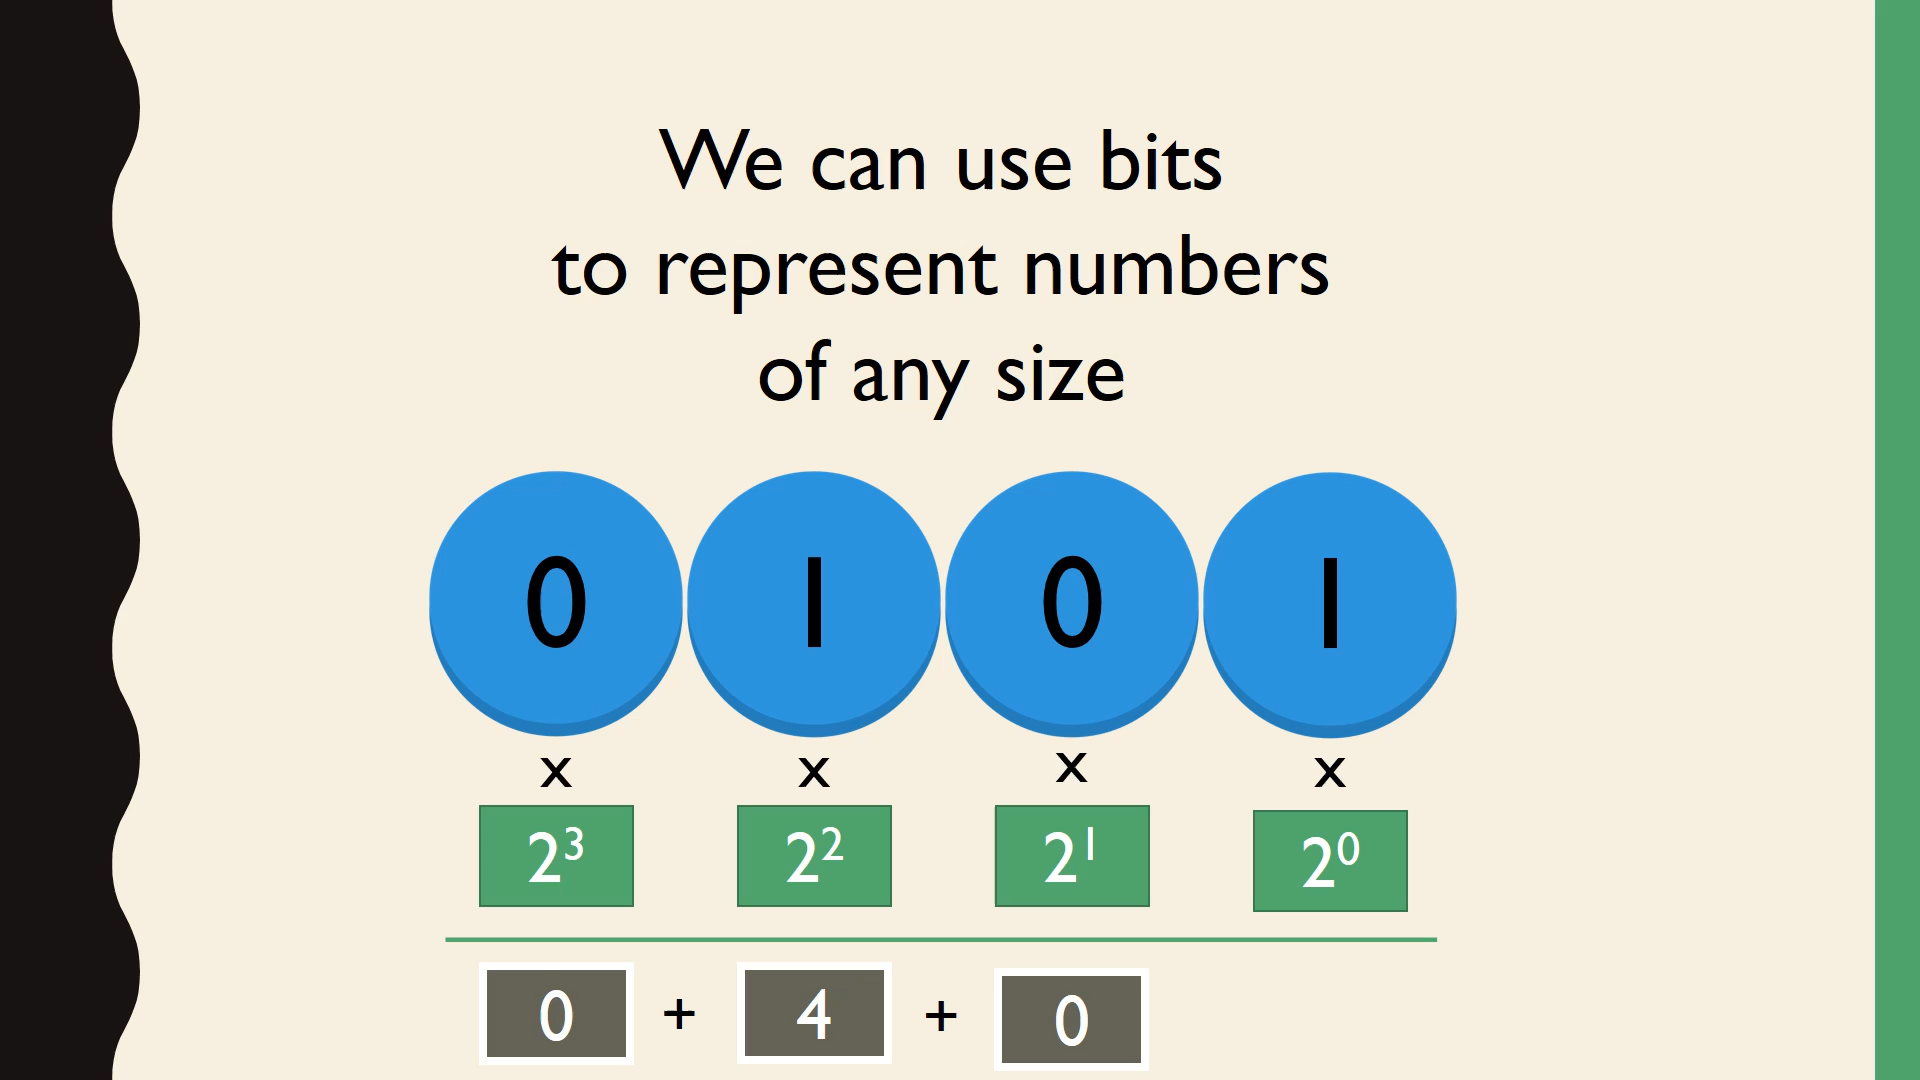 We can use bits
to represent numbers
of any size
0 1 0 1
x x x x
2³ 2² 2¹ 2⁰
0 + 4 + 0